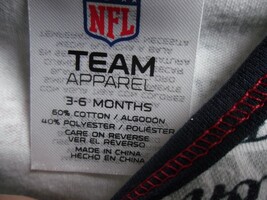 NFL
TEAM
APPAREL
3-6 MONTHS
60% COTTON / ALGODÓN
40% POLYESTER / POLIÉSTER
CARE ON REVERSE
VER EL REVERSO
MADE IN CHINA
HECHO EN CHINA